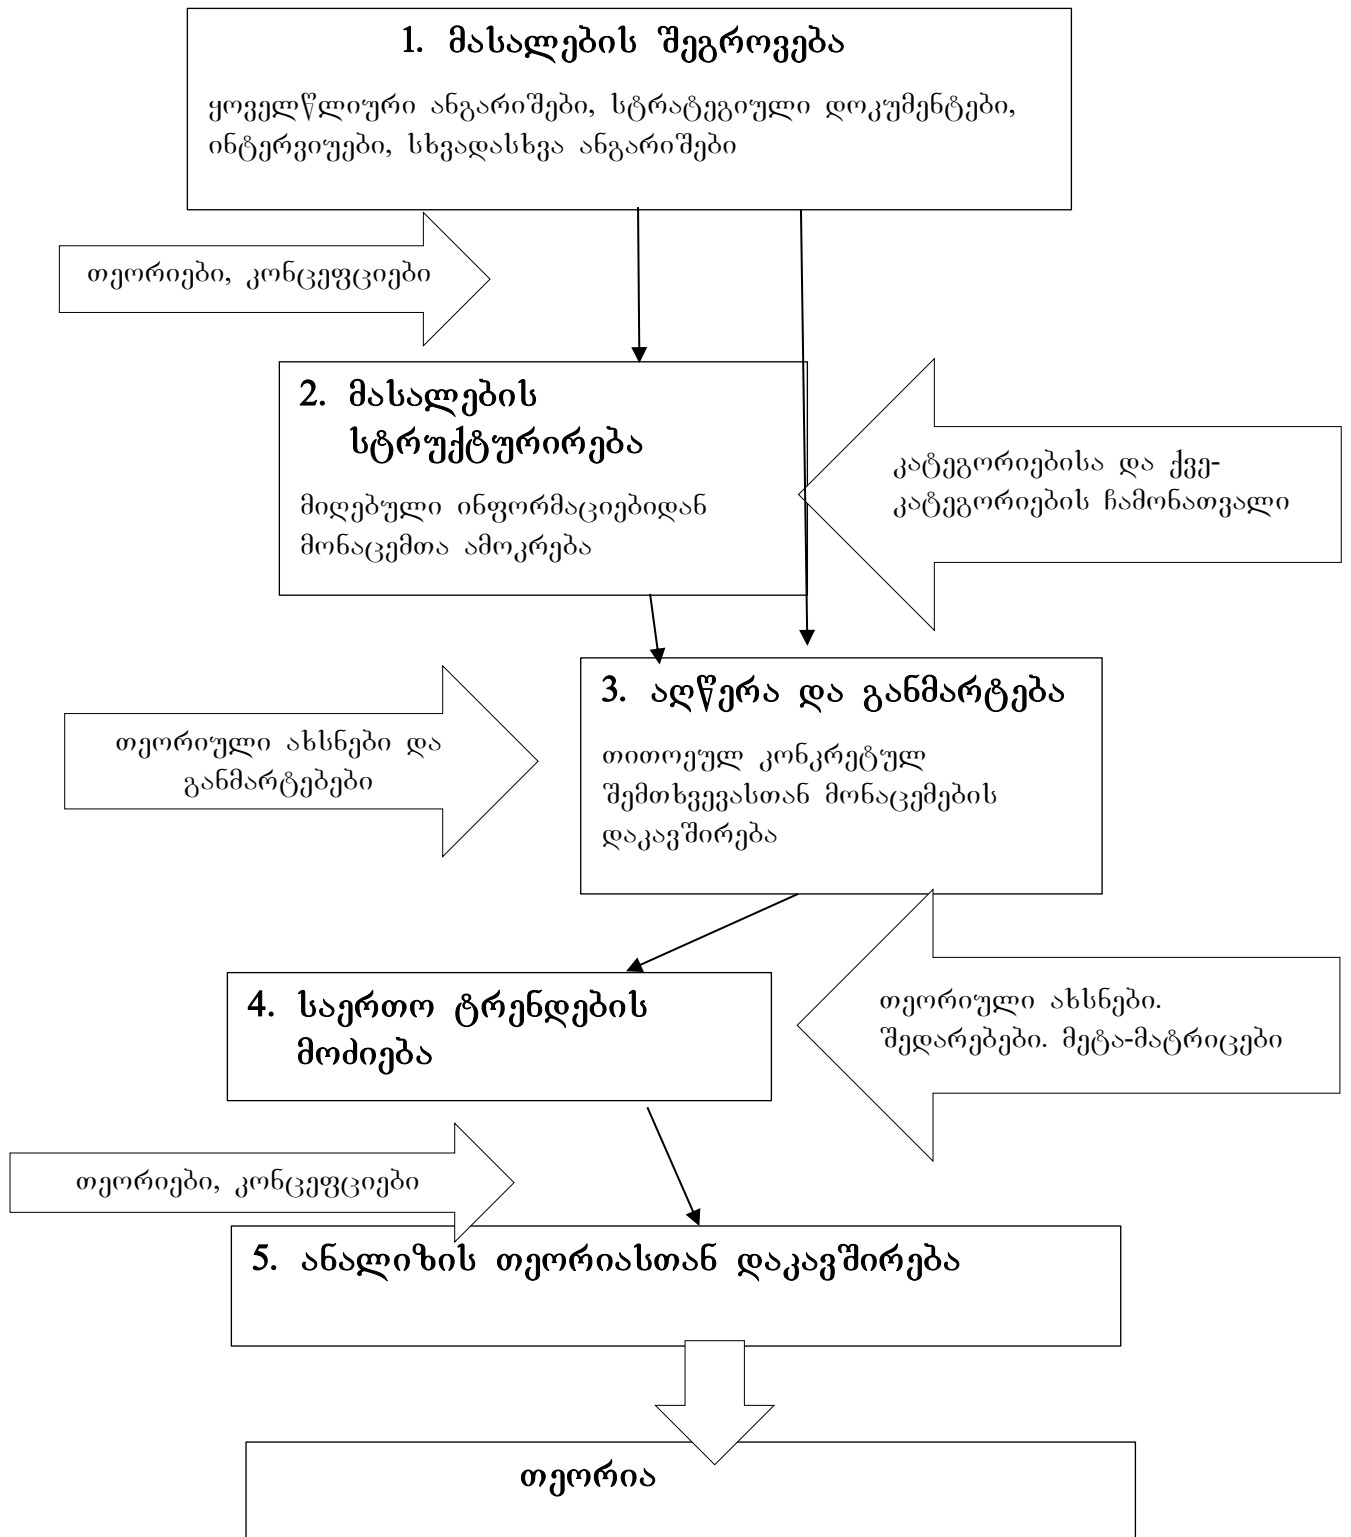 1. მასალების შეგროვება
ყოველწლიური ანგარიშები, სტრატეგიული დოკუმენტები,
ინტერვიუები, სხვადასხვა ანგარიშები
თეორიები, კონცეფციები
2. მასალების
სტრუქტურირება
მიღებული ინფორმაციებიდან
მონაცემთა ამოკრება
კატეგორიებისა და ქვე-
კატეგორიების ჩამონათვალი
3. აღწერა და განმარტება
თითოეულ კონკრეტულ
შემთხვევასთან მონაცემების
დაკავშირება
თეორიული ახსნები და
განმარტებები
4. საერთო ტრენდების
მოძიება
თეორიული ახსნები.
შედარებები. მეტა-მატრიცები
თეორიები, კონცეფციები
5. ანალიზის თეორიასთან დაკავშირება
თეორია